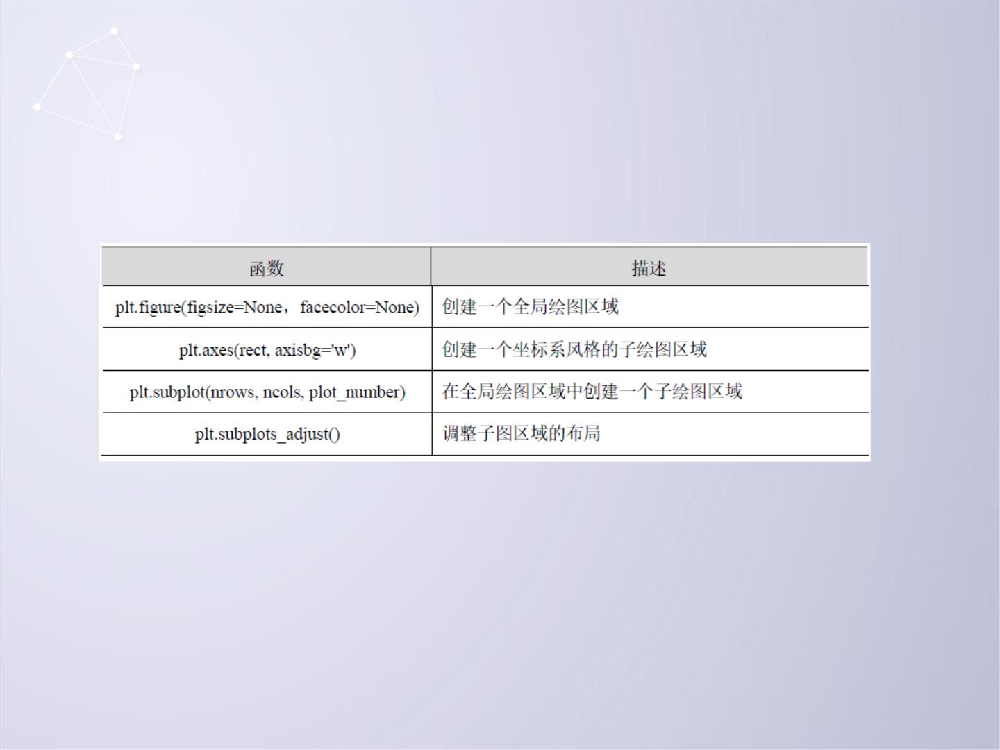 函数 描述
plt.figure(figsize=None，facecolor=None) 创建一个全局绘图区域
plt.axes(rect, axisbg='w') 创建一个坐标系风格的子绘图区域
plt.subplot(nrows, ncols, plot_number) 在全局绘图区域中创建一个子绘图区域
plt.subplots_adjust() 调整子图区域的布局